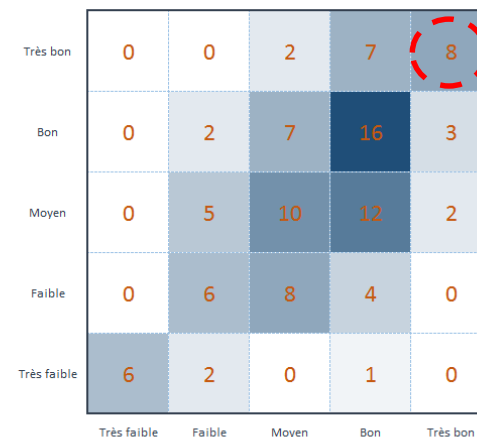 Très bon 0 0 2 7 8
Bon 0 2 7 16 3
Moyen 0 5 10 12 2
Faible 0 6 8 4 0
Très faible 6 2 0 1 0
Très faible Faible Moyen Bon Très bon